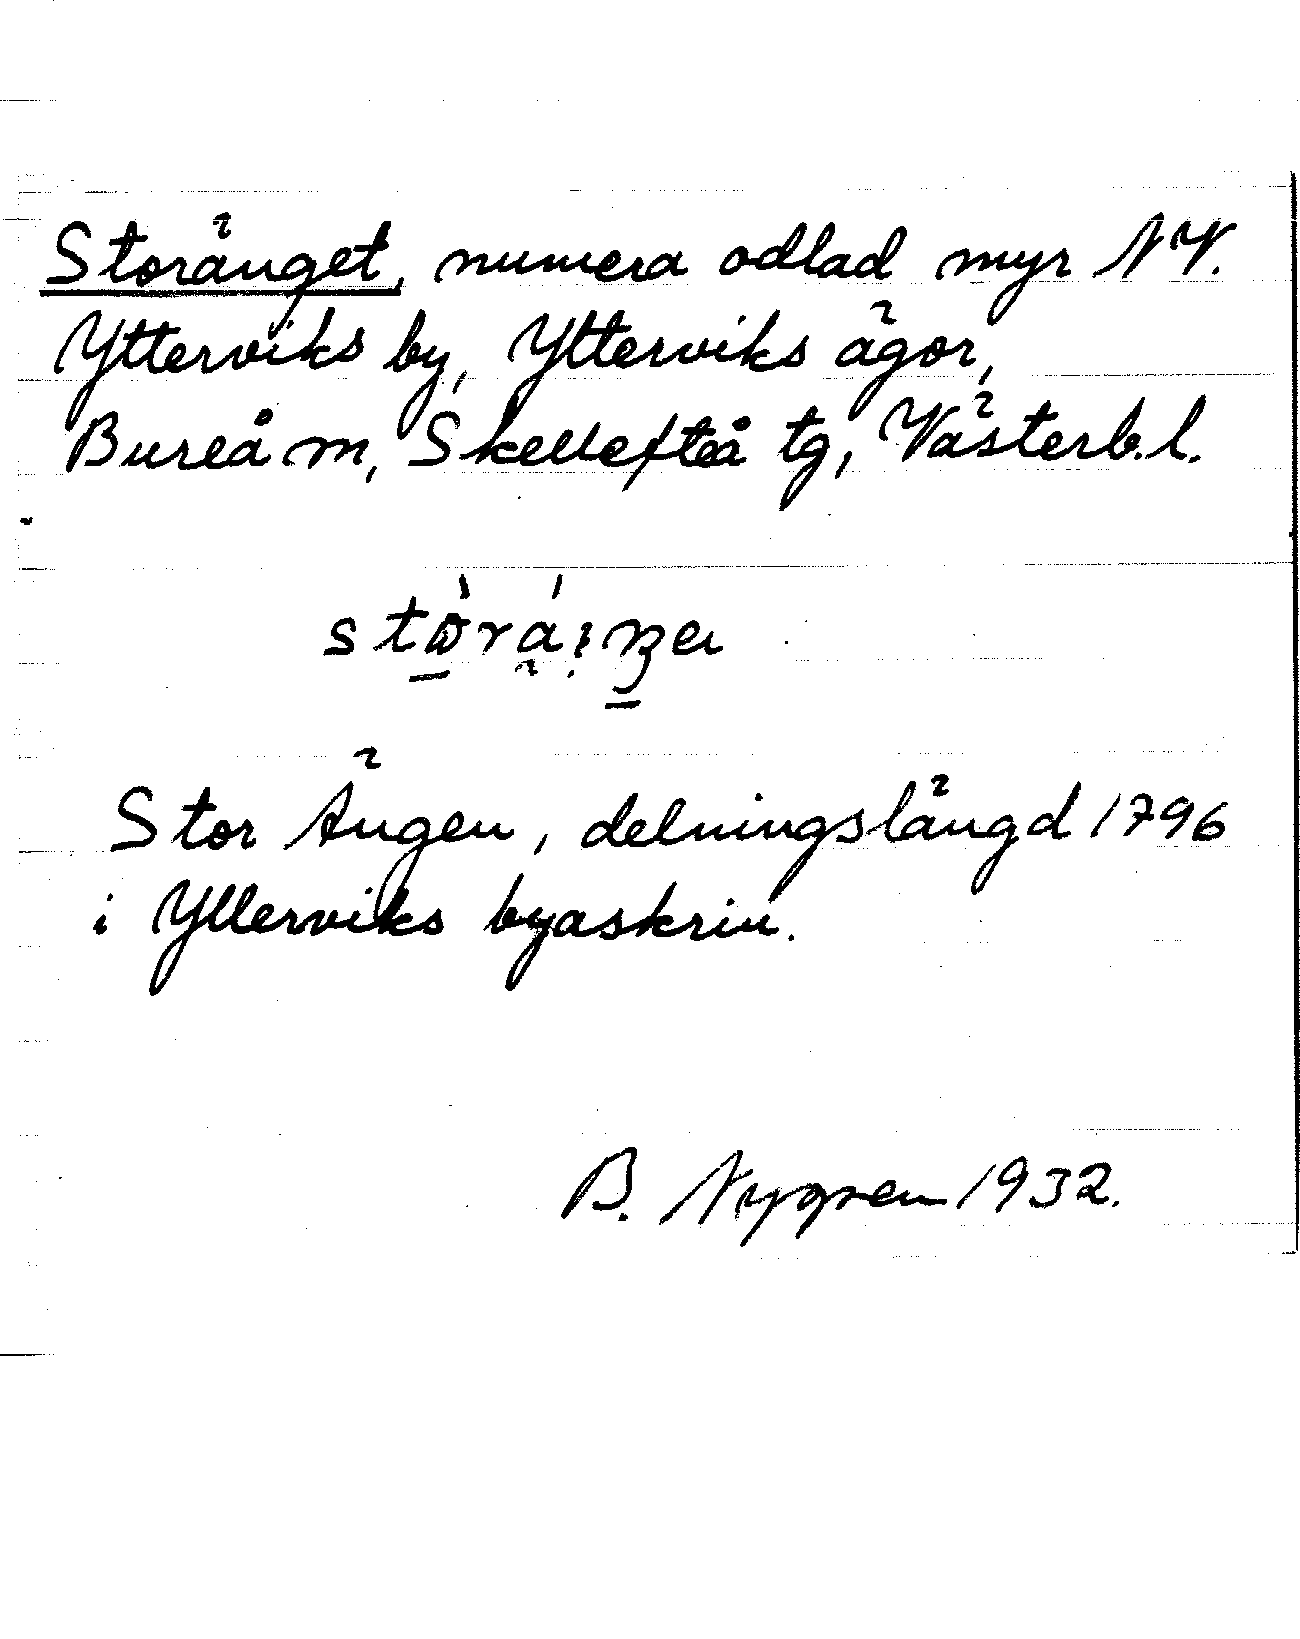 Storänget, numera odlad myr NV.
Ytterviks by, Ytterviks ägor,
Bureå m, Skellefteå tg, Västerb.l.
Stor Ängen, delningslängd 1796
i Ytterviks byaskrin.
B. Nygren 1932.